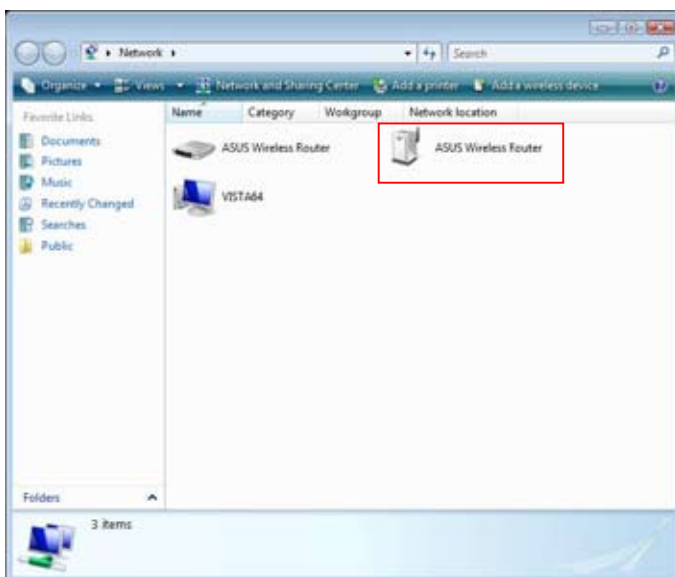 Network
Search
Organize Views Network and Sharing Center Add a printer Add a wireless device
Favorite Links
Documents
Pictures
Music
Recently Changed
Searches
Public
Folders
Name Category Workgroup Network location
ASUS Wireless Router ASUS Wireless Router
VISTA64
3 items